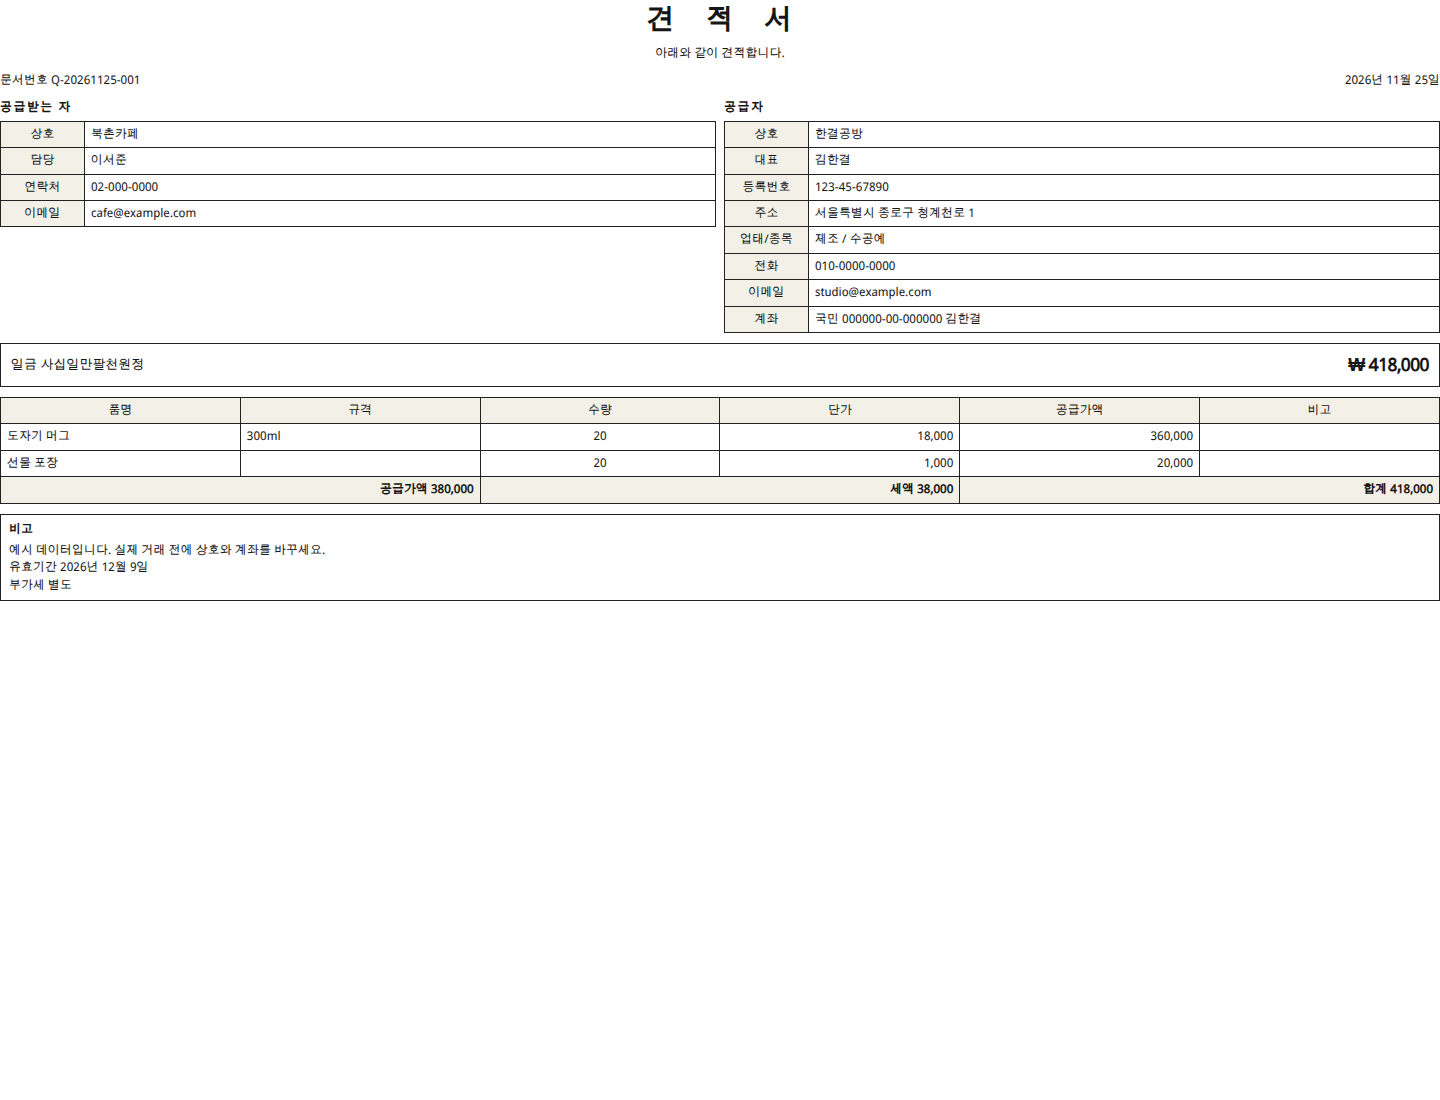 견 적 서
아래와 같이 견적합니다.
문서번호 Q-20261125-001
2026년 11월 25일
공급받는 자
상호 북촌카페
담당 이서준
연락처 02-000-0000
이메일 cafe@example.com
공급자
상호 한결공방
대표 김한결
등록번호 123-45-67890
주소 서울특별시 종로구 청계천로 1
업태/종목 제조 / 수공예
전화 010-0000-0000
이메일 studio@example.com
계좌 국민 000000-00-000000 김한결
일금 사십일만팔천원정 ₩ 418,000
품명 규격 수량 단가 공급가액 비고
도자기 머그 300ml 20 18,000 360,000
선물 포장 20 1,000 20,000
공급가액 380,000 세액 38,000 합계 418,000
비고
예시 데이터입니다. 실제 거래 전에 상호와 계좌를 바꾸세요.
유효기간 2026년 12월 9일
부가세 별도